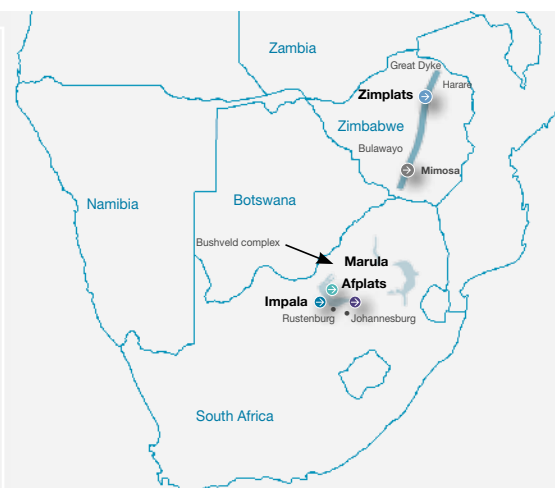 Zambia
Great Dyke
Harare
Zimplats
Zimbabwe
Bulawayo
Mimosa
Namibia
Botswana
Bushveld complex
Marula
Afplats
Impala
Rustenburg
Johannesburg
South Africa